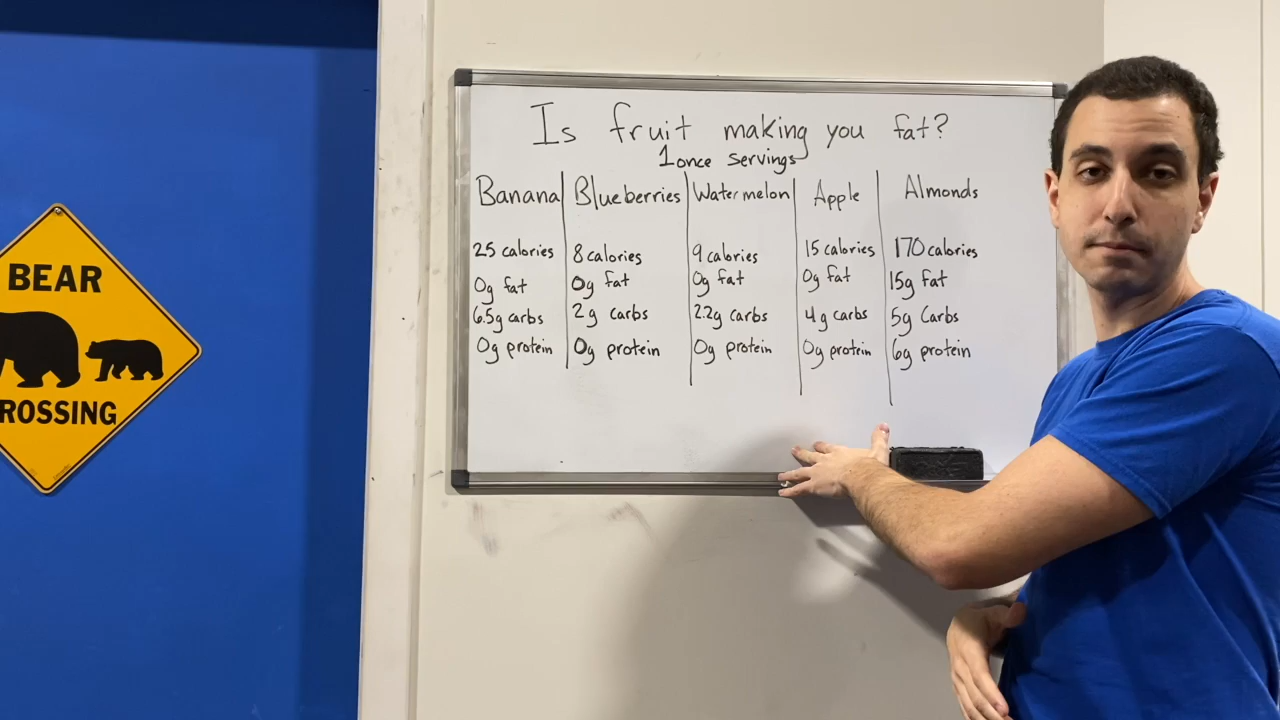 Is fruit making you fat?
1once servings
Banana Blueberries Watermelon Apple Almonds
25 calories 8 calories 9 calories 15 calories 170 calories
0g fat 0g fat 0g fat 0g fat 15g fat
6.5g carbs 2g carbs 2.2g carbs 4g carbs 5g Carbs
0g protein 0g protein 0g protein 0g protein 6g protein
BEAR
ROSSING